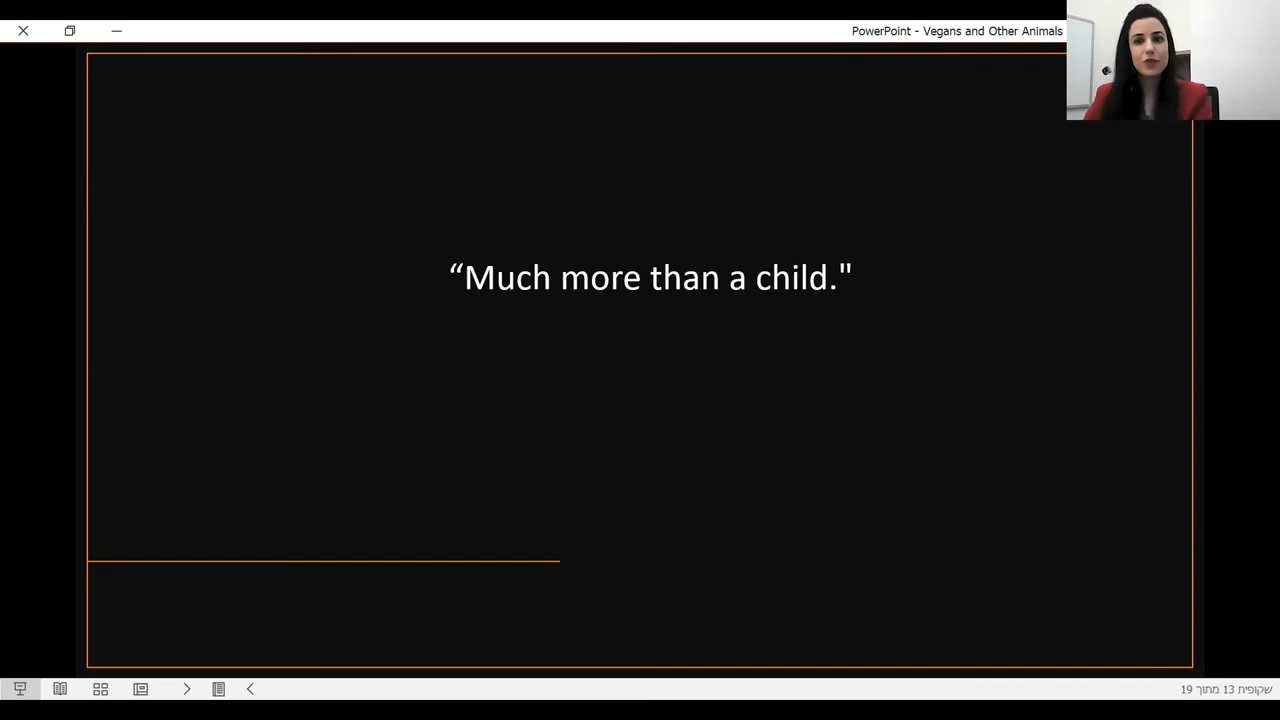 PowerPoint - Vegans and Other Animals
“Much more than a child."
שקופית 13 מתוך 19